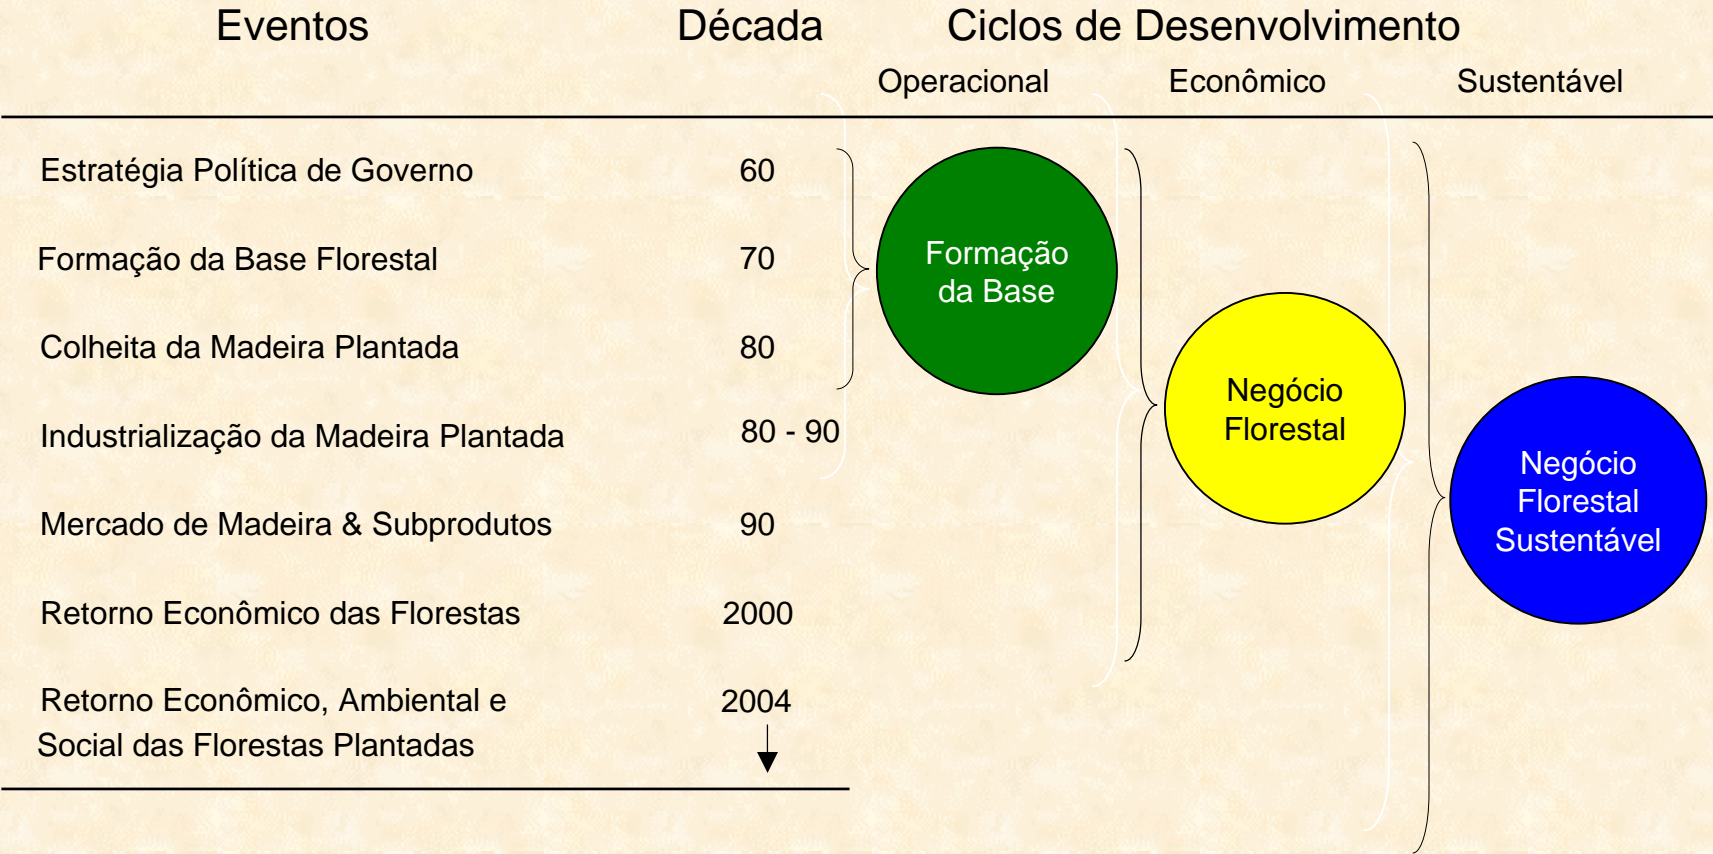 Eventos Década Ciclos de Desenvolvimento
Operacional Econômico Sustentável
Estratégia Política de Governo 60
Formação da Base Florestal 70
Colheita da Madeira Plantada 80
Industrialização da Madeira Plantada 80 - 90
Mercado de Madeira & Subprodutos 90
Retorno Econômico das Florestas 2000
Retorno Econômico, Ambiental e 2004
Social das Florestas Plantadas
Formação
da Base
Negócio
Florestal
Negócio
Florestal
Sustentável